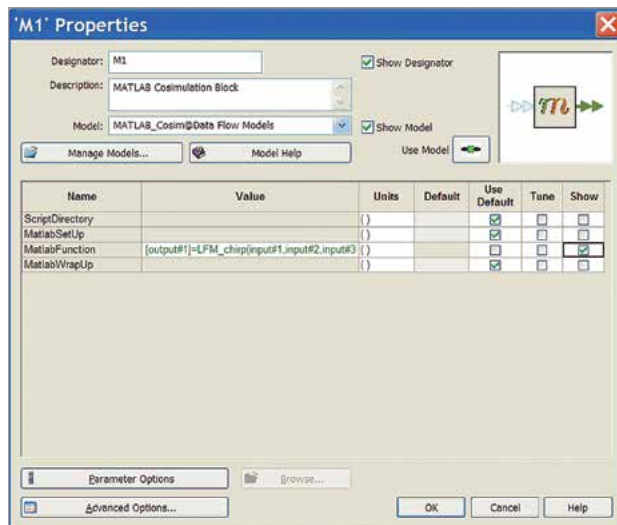 'M1' Properties
Designator: M1
Show Designator
Description: MATLAB Cosimulation Block
Model: MATLAB_Cosim@Data Flow Models
Show Model
Manage Models... Model Help Use Model
m
Name Value Units Default Use Default Tune Show
ScriptDirectory ( )
MatlabSetUp ( )
MatlabFunction [output#1]=LFM_chirp(input#1,input#2,input#3 ( )
MatlabWrapUp ( )
Parameter Options Browse...
Advanced Options... OK Cancel Help